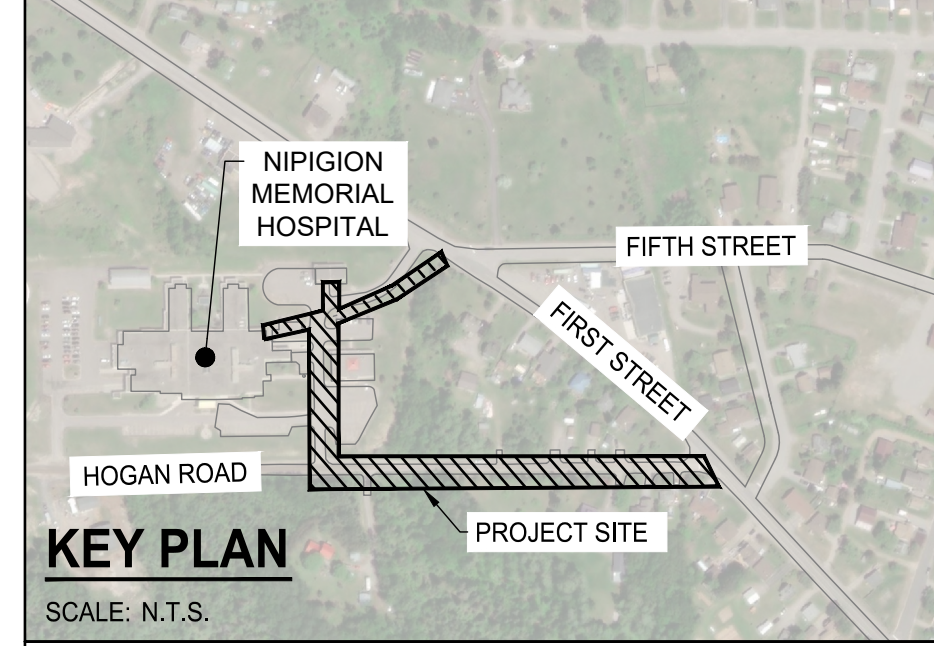 NIPIGION
MEMORIAL
HOSPITAL
FIFTH STREET
FIRST STREET
HOGAN ROAD
PROJECT SITE
KEY PLAN
SCALE: N.T.S.